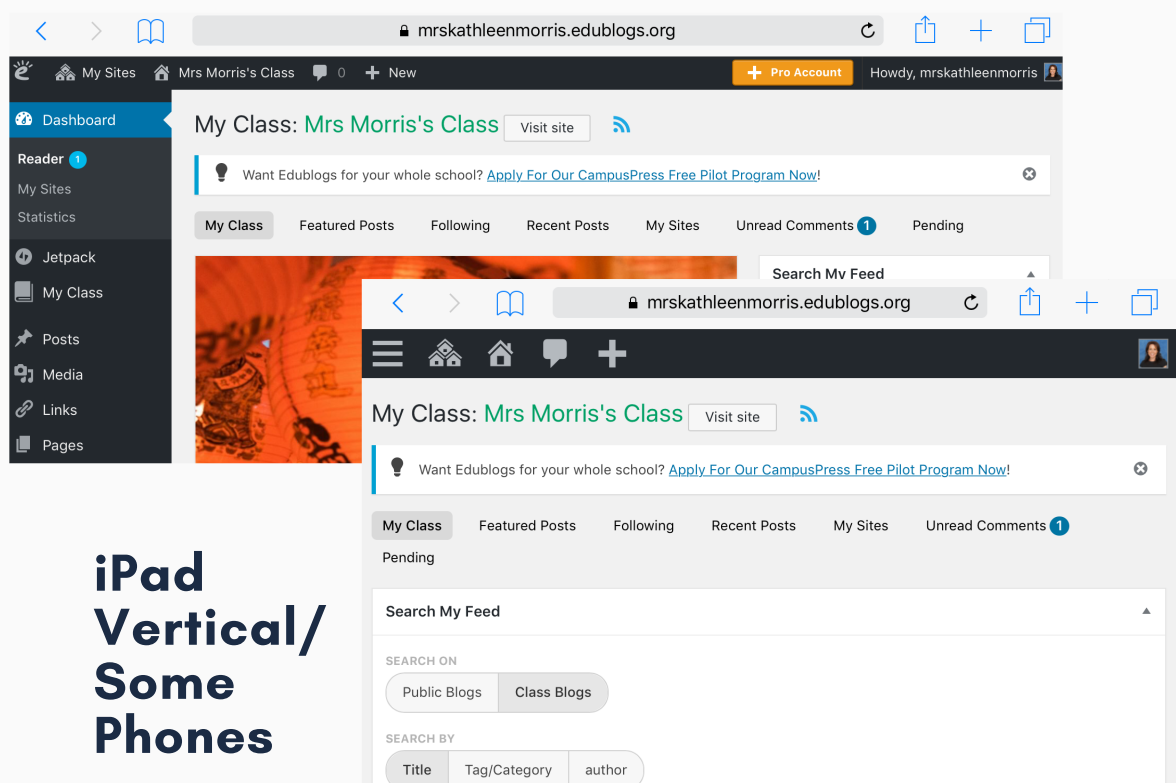 mrskathleenmorris.edublogs.org
My Sites Mrs Morris's Class 0 New Pro Account Howdy, mrskathleenmorris
Dashboard
Reader 1
My Sites
Statistics
Jetpack
My Class
Posts
Media
Links
Pages
My Class: Mrs Morris's Class Visit site
Want Edublogs for your whole school? Apply For Our CampusPress Free Pilot Program Now!
My Class Featured Posts Following Recent Posts My Sites Unread Comments 1 Pending
Search My Feed
mrskathleenmorris.edublogs.org
My Class: Mrs Morris's Class Visit site
Want Edublogs for your whole school? Apply For Our CampusPress Free Pilot Program Now!
My Class Featured Posts Following Recent Posts My Sites Unread Comments 1
Pending
Search My Feed
SEARCH ON
Public Blogs Class Blogs
SEARCH BY
Title Tag/Category author
iPad
Vertical/
Some
Phones